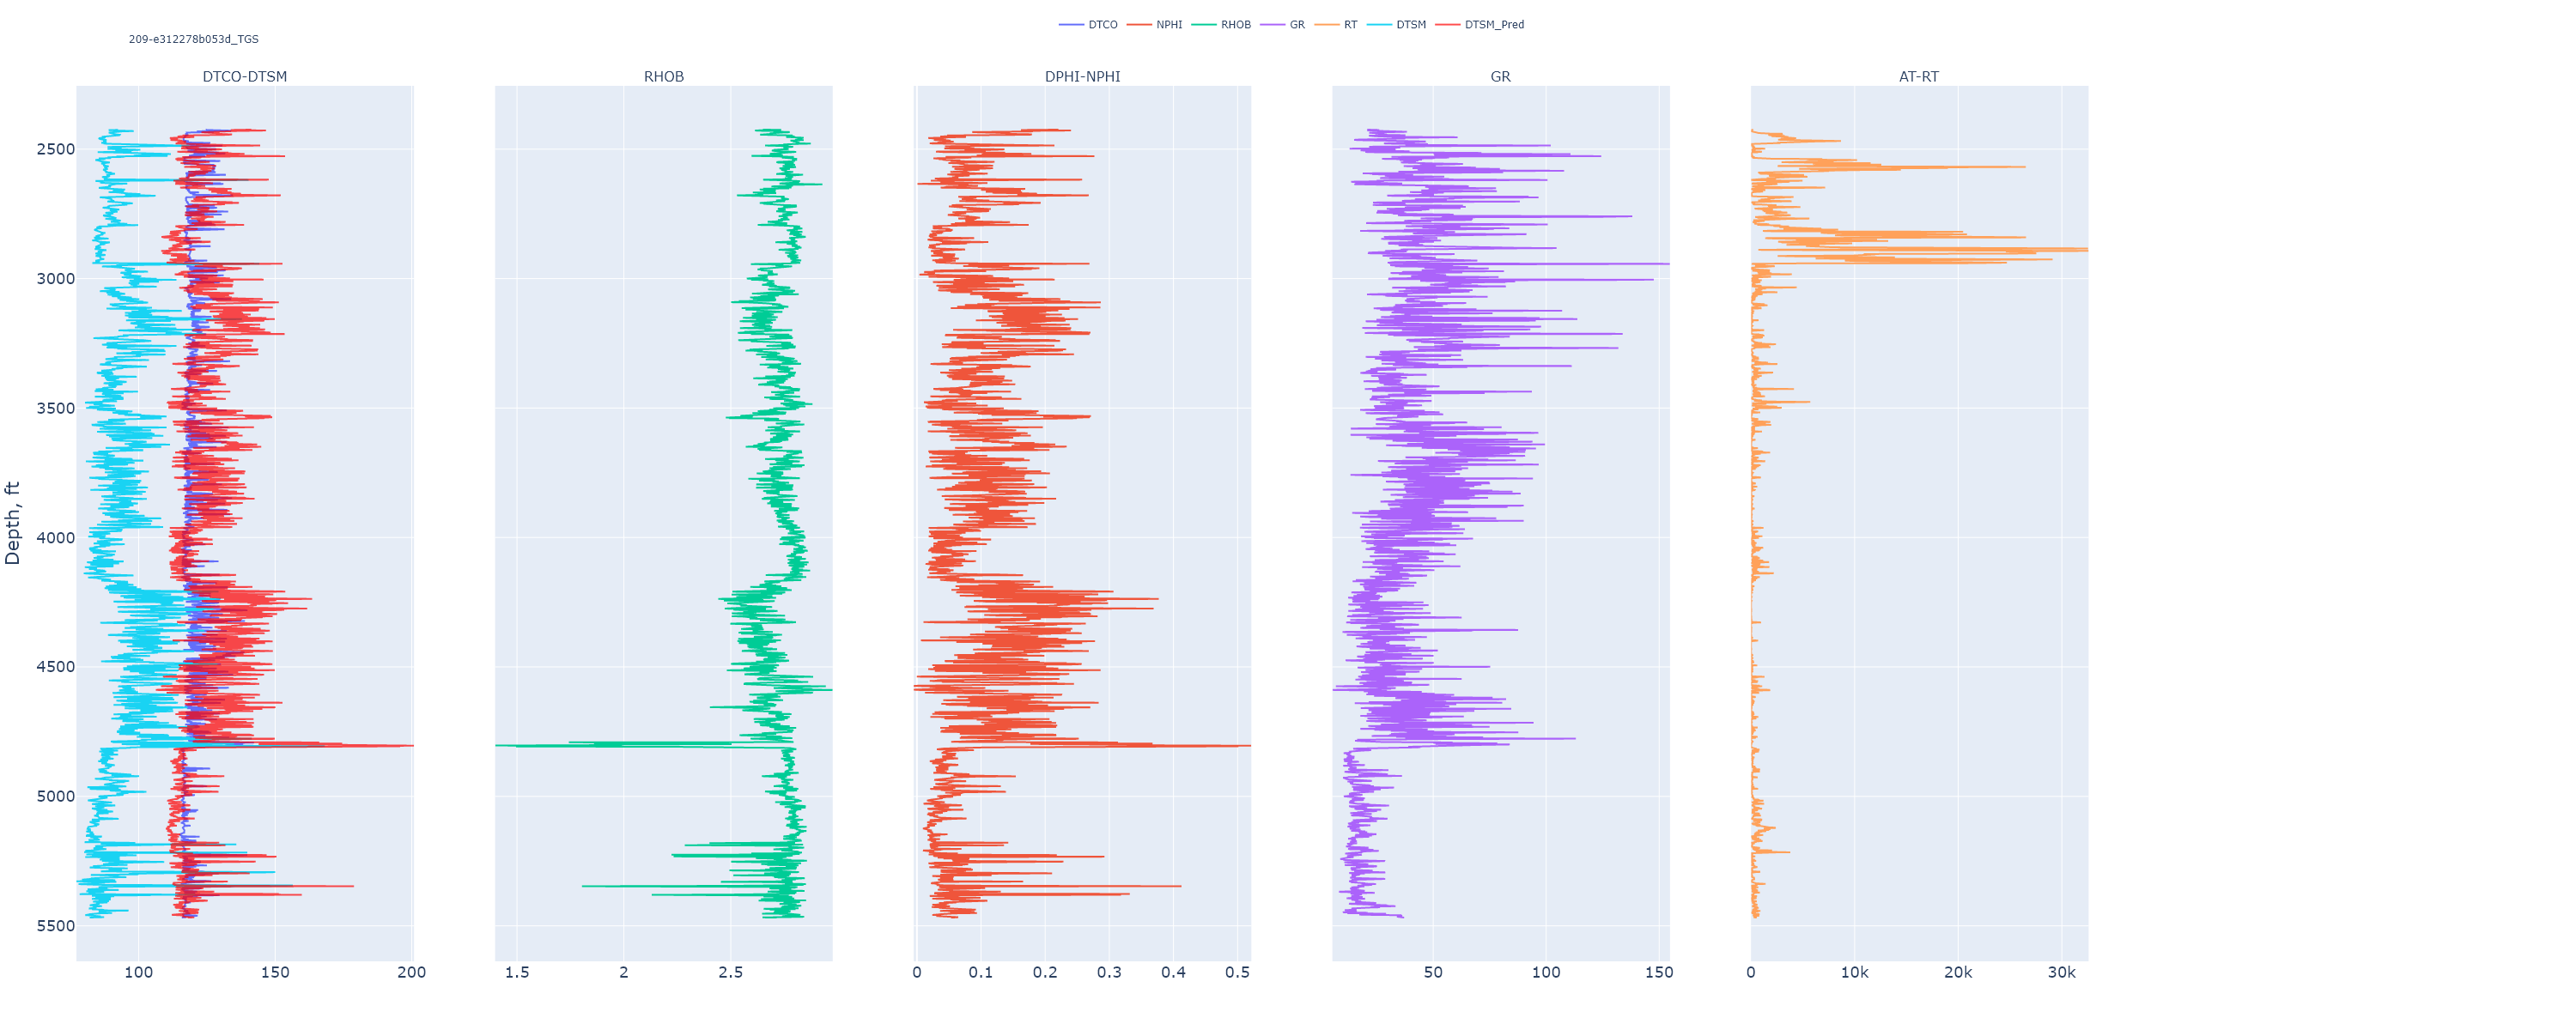 DTCO NPHI RHOB GR RT DTSM DTSM_Pred
209-e312278b053d_TGS
DTCO-DTSM RHOB DPHI-NPHI GR AT-RT
Depth, ft
2500
3000
3500
4000
4500
5000
5500
100 150 200 1.5 2 2.5 0 0.1 0.2 0.3 0.4 0.5 50 100 150 0 10k 20k 30k